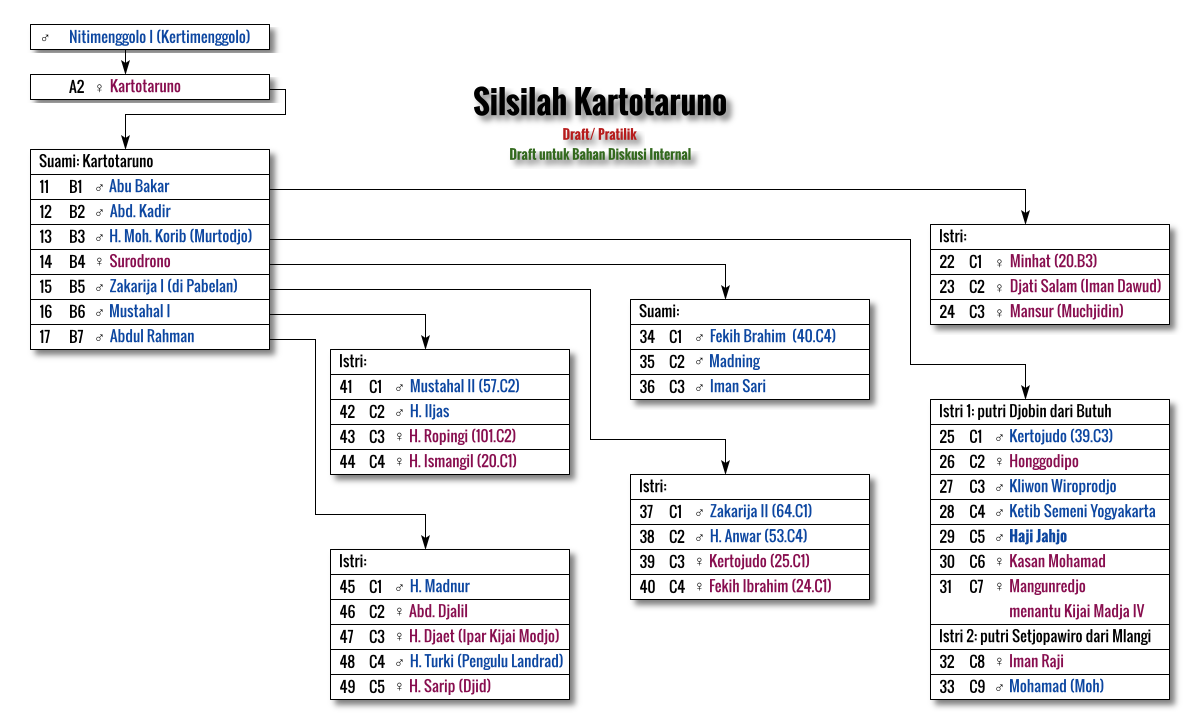 ♂ Nitimenggolo I (Kertimenggolo)
A2 ♀ Kartotaruno
Silsilah Kartotaruno
Draft/ Pratilik
Draft untuk Bahan Diskusi Internal
Suami: Kartotaruno
11 B1 ♂ Abu Bakar
12 B2 ♂ Abd. Kadir
13 B3 ♂ H. Moh. Korib (Murtodjo)
14 B4 ♀ Surodrono
15 B5 ♂ Zakarija I (di Pabelan)
16 B6 ♂ Mustahal I
17 B7 ♂ Abdul Rahman
Istri:
41 C1 ♂ Mustahal II (57.C2)
42 C2 ♂ H. Iljas
43 C3 ♀ H. Ropingi (101.C2)
44 C4 ♀ H. Ismangil (20.C1)
Istri:
45 C1 ♂ H. Madnur
46 C2 ♀ Abd. Djalil
47 C3 ♀ H. Djaet (Ipar Kijai Modjo)
48 C4 ♂ H. Turki (Pengulu Landrad)
49 C5 ♀ H. Sarip (Djid)
Suami:
34 C1 ♂ Fekih Brahim (40.C4)
35 C2 ♂ Madning
36 C3 ♂ Iman Sari
Istri:
37 C1 ♂ Zakarija II (64.C1)
38 C2 ♂ H. Anwar (53.C4)
39 C3 ♀ Kertojudo (25.C1)
40 C4 ♀ Fekih Ibrahim (24.C1)
Istri:
22 C1 ♀ Minhat (20.B3)
23 C2 ♀ Djati Salam (Iman Dawud)
24 C3 ♀ Mansur (Muchjidin)
Istri 1: putri Djobin dari Butuh
25 C1 ♂ Kertojudo (39.C3)
26 C2 ♀ Honggodipo
27 C3 ♂ Kliwon Wiroprodjo
28 C4 ♂ Ketib Semeni Yogyakarta
29 C5 ♂ Haji Jahjo
30 C6 ♀ Kasan Mohamad
31 C7 ♀ Mangunredjo
menantu Kijai Madja IV
Istri 2: putri Setjopawiro dari Mlangi
32 C8 ♀ Iman Raji
33 C9 ♂ Mohamad (Moh)